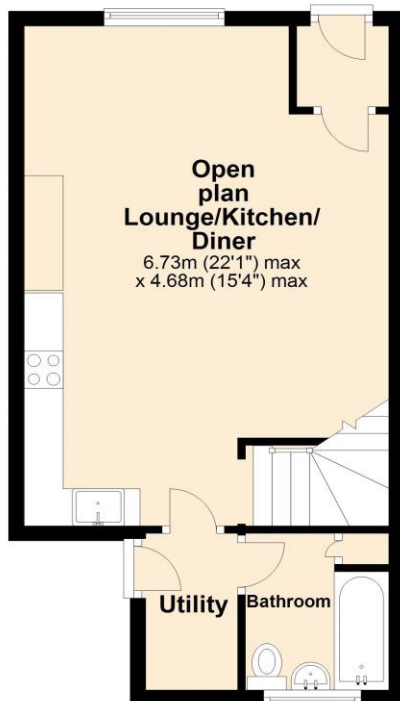 Open
plan
Lounge/Kitchen/
Diner
6.73m (22'1") max
x 4.68m (15'4") max
Utility
Bathroom